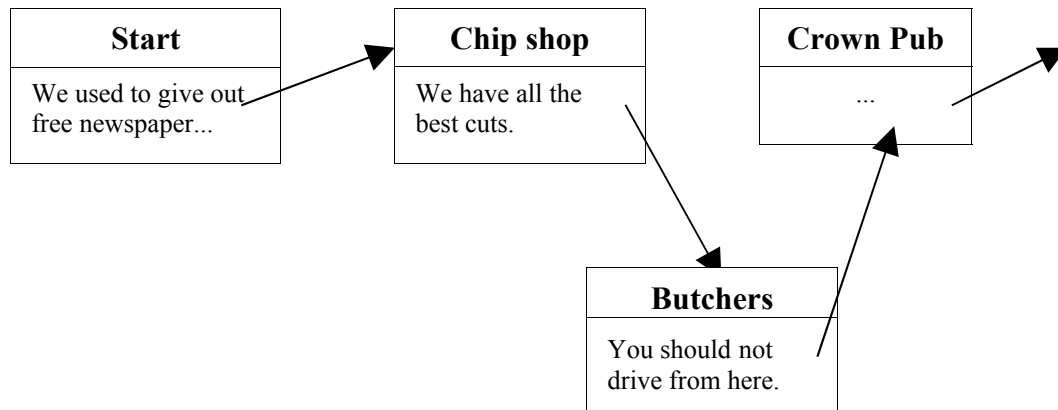 Start
We used to give out
free newspaper...
Chip shop
We have all the
best cuts.
Crown Pub
...
Butchers
You should not
drive from here.